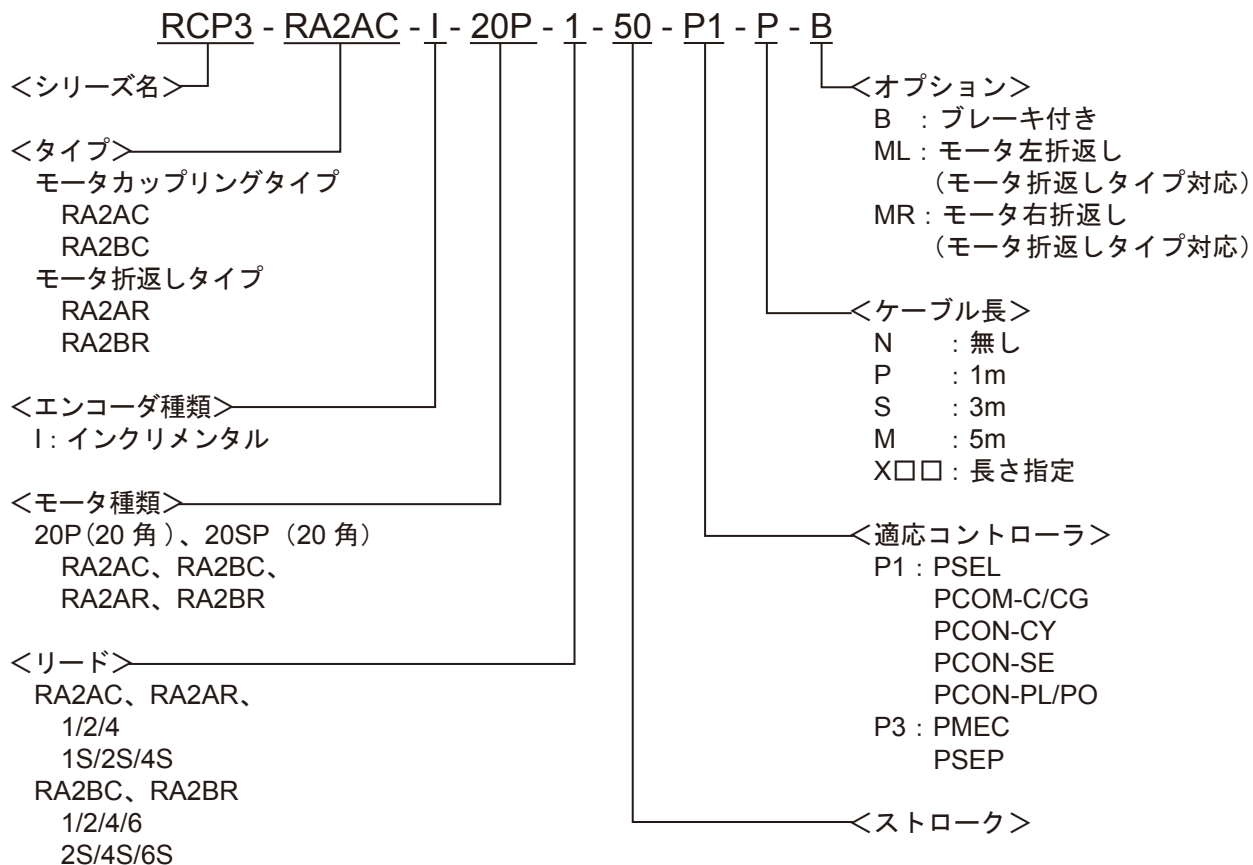 RCP3 - RA2AC - I - 20P - 1 - 50 - P1 - P - B
＜シリーズ名＞
＜タイプ＞
モータカップリングタイプ
RA2AC
RA2BC
モータ折返しタイプ
RA2AR
RA2BR
＜エンコーダ種類＞
I：インクリメンタル
＜モータ種類＞
20P（20 角）、20SP（20 角）
RA2AC、RA2BC、
RA2AR、RA2BR
＜リード＞
RA2AC、RA2AR、
1/2/4
1S/2S/4S
RA2BC、RA2BR
1/2/4/6
2S/4S/6S
＜オプション＞
B ：ブレーキ付き
ML：モータ左折返し
（モータ折返しタイプ対応）
MR：モータ右折返し
（モータ折返しタイプ対応）
＜ケーブル長＞
N ：無し
P ：1m
S ：3m
M ：5m
X□□：長さ指定
＜適応コントローラ＞
P1：PSEL
PCOM-C/CG
PCON-CY
PCON-SE
PCON-PL/PO
P3：PMEC
PSEP
＜ストローク＞